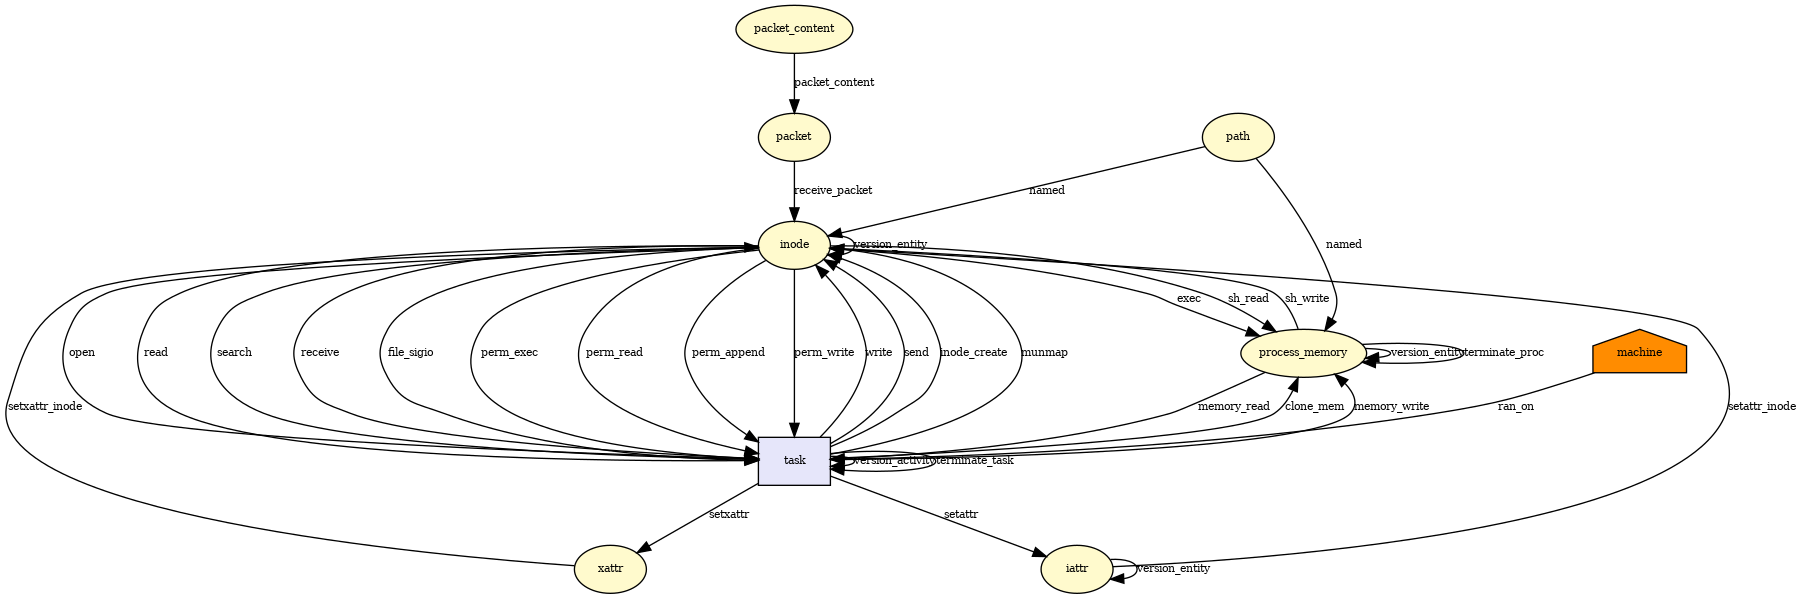 packet_content
packet_content
packet
path
receive_packet
named
inode
version_entity
named
exec
sh_read
sh_write
open
read
search
receive
file_sigio
perm_exec
perm_read
perm_append
perm_write
write
send
inode_create
munmap
process_memory
version_entity
terminate_proc
machine
setxattr_inode
memory_read
clone_mem
memory_write
ran_on
setattr_inode
task
version_activity
terminate_task
setxattr
setattr
xattr
iattr
version_entity